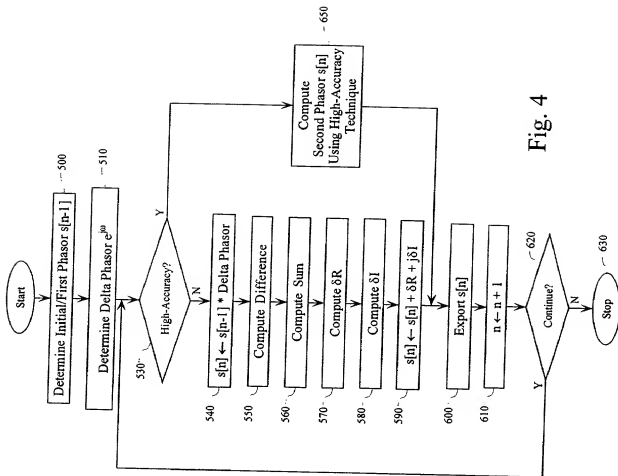 Start
Determine Initial/First Phasor s[n-1]
500
Determine Delta Phasor e^jω
510
High-Accuracy?
530
Y
N
s[n] ← s[n-1] * Delta Phasor
540
Compute Difference
550
Compute Sum
560
Compute δR
570
Compute δI
580
s[n] ← s[n] + δR + jδI
590
Compute
Second Phasor s[n]
Using High-Accuracy
Technique
650
Export s[n]
600
n ← n + 1
610
Continue?
620
Y
N
Stop
630
Fig. 4